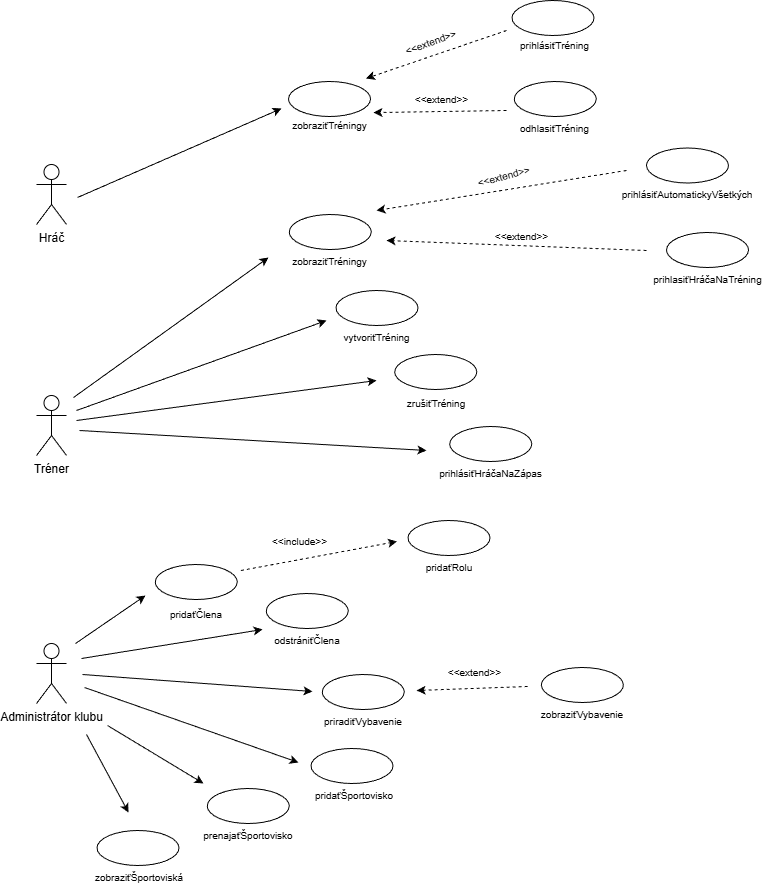 prihlásiťTréning
<<extend>>
zobraziťTréningy
<<extend>>
odhlasiťTréning
Hráč
<<extend>>
prihlásiťAutomatickyVšetkých
zobraziťTréningy
<<extend>>
prihlasiťHráčaNaTréning
vytvoriťTréning
zrušiťTréning
Tréner
prihlásiťHráčaNaZápas
<<include>>
pridaťRolu
pridaťČlena
odstrániťČlena
Administrátor klubu
priradiťVybavenie
<<extend>>
zobraziťVybavenie
pridaťŠportovisko
prenajaťŠportovisko
zobraziťŠportoviská